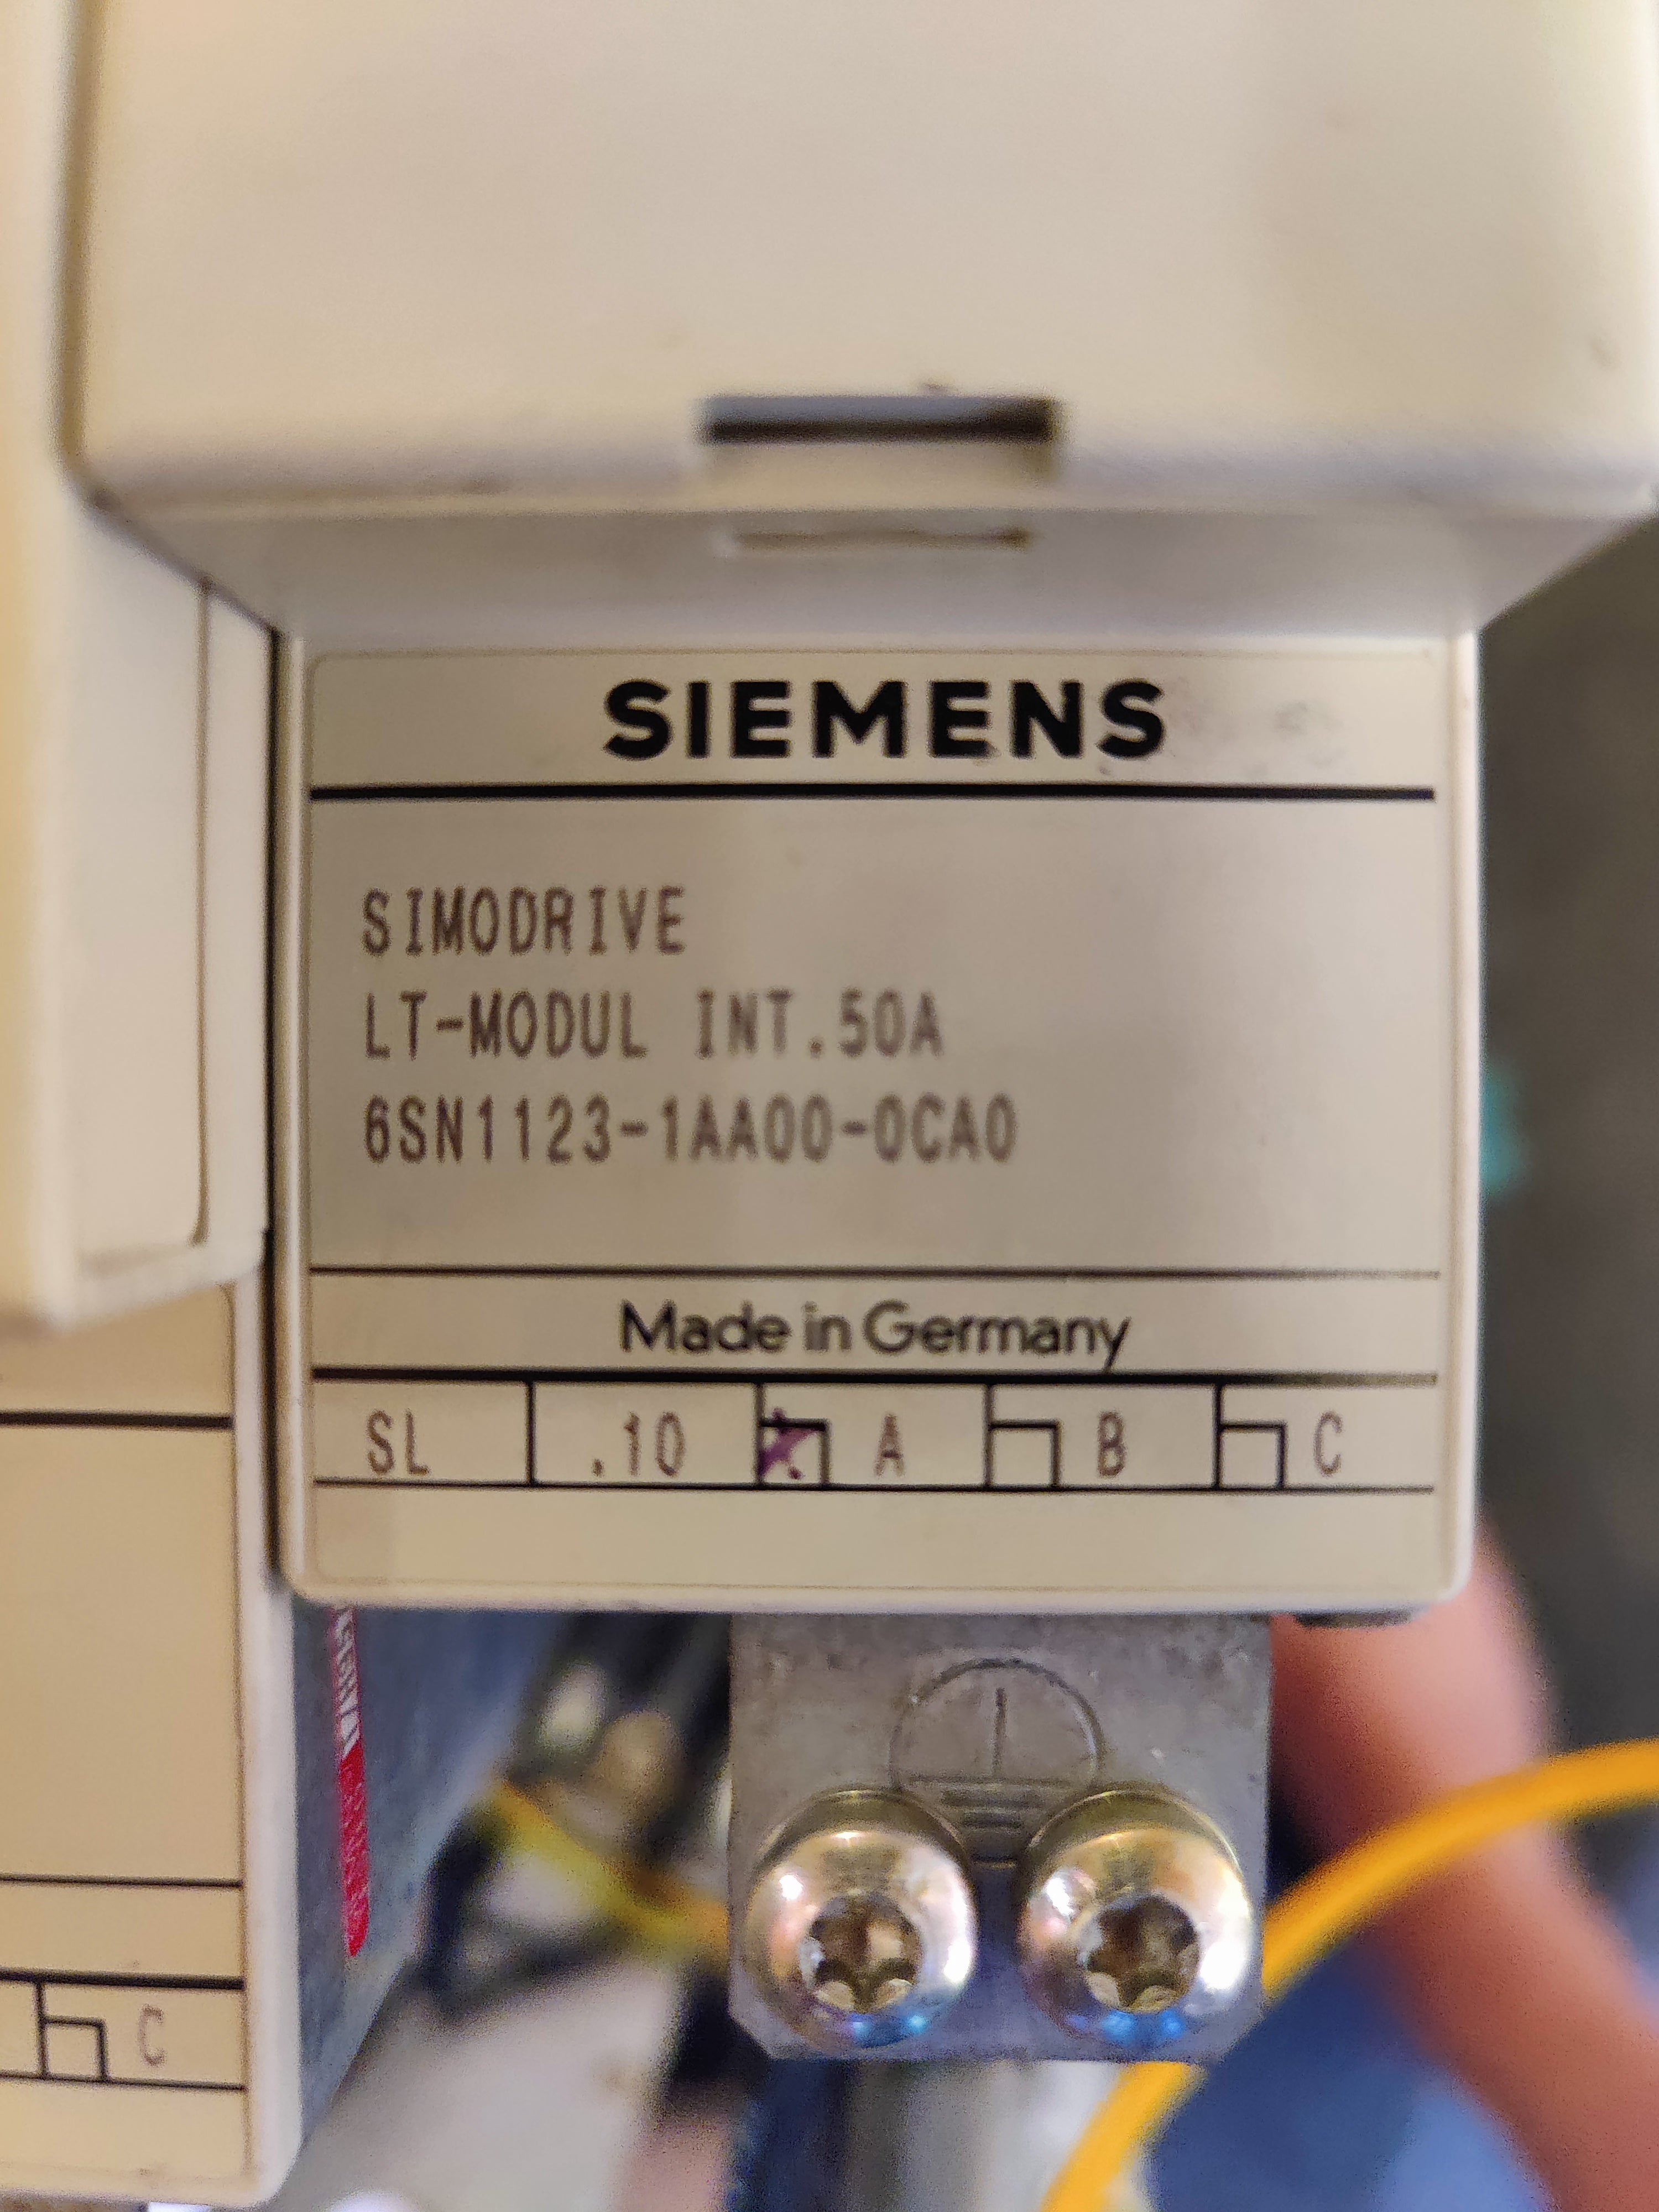 SIEMENS
SIMODRIVE
LT-MODUL INT.50A
6SN1123-1AA00-0CA0
Made in Germany
SL .10 A B C
C